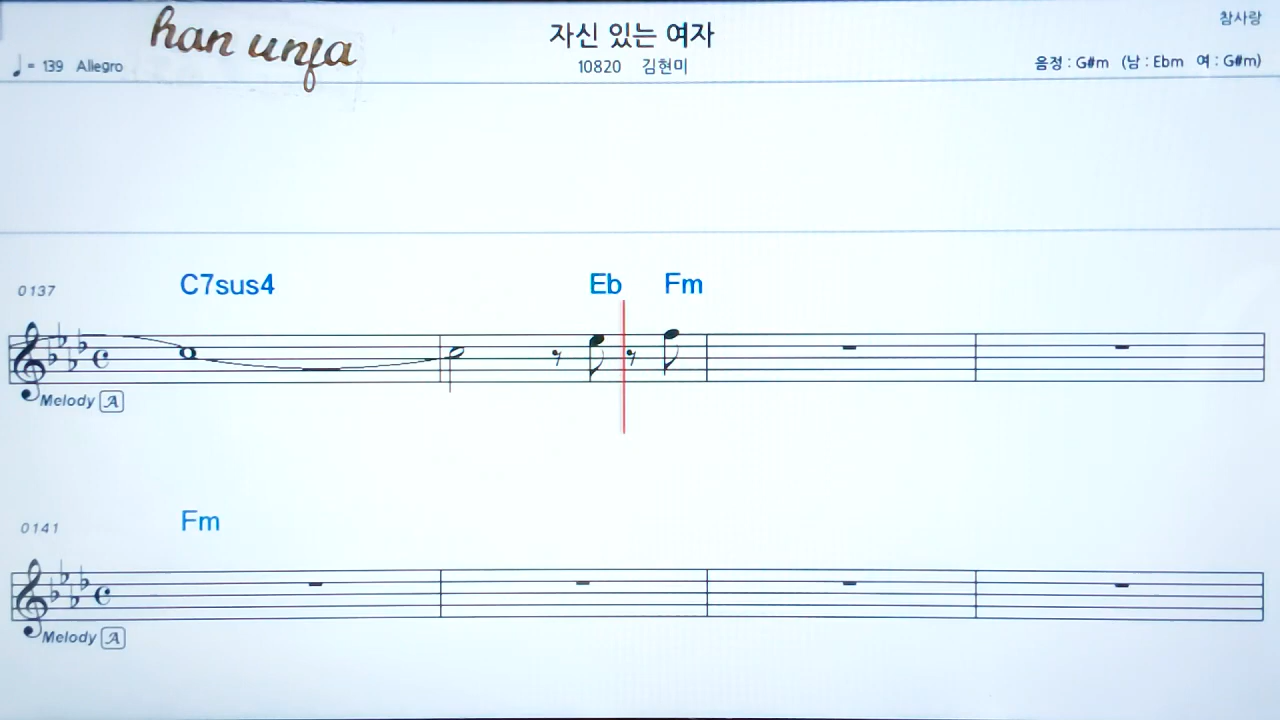 han unfa
자신 있는 여자
참사랑
♩= 139 Allegro
10820 김현미
음정 : G#m (남 : Ebm 여 : G#m)
0137
C7sus4 Eb Fm
Melody A
0141
Fm
Melody A